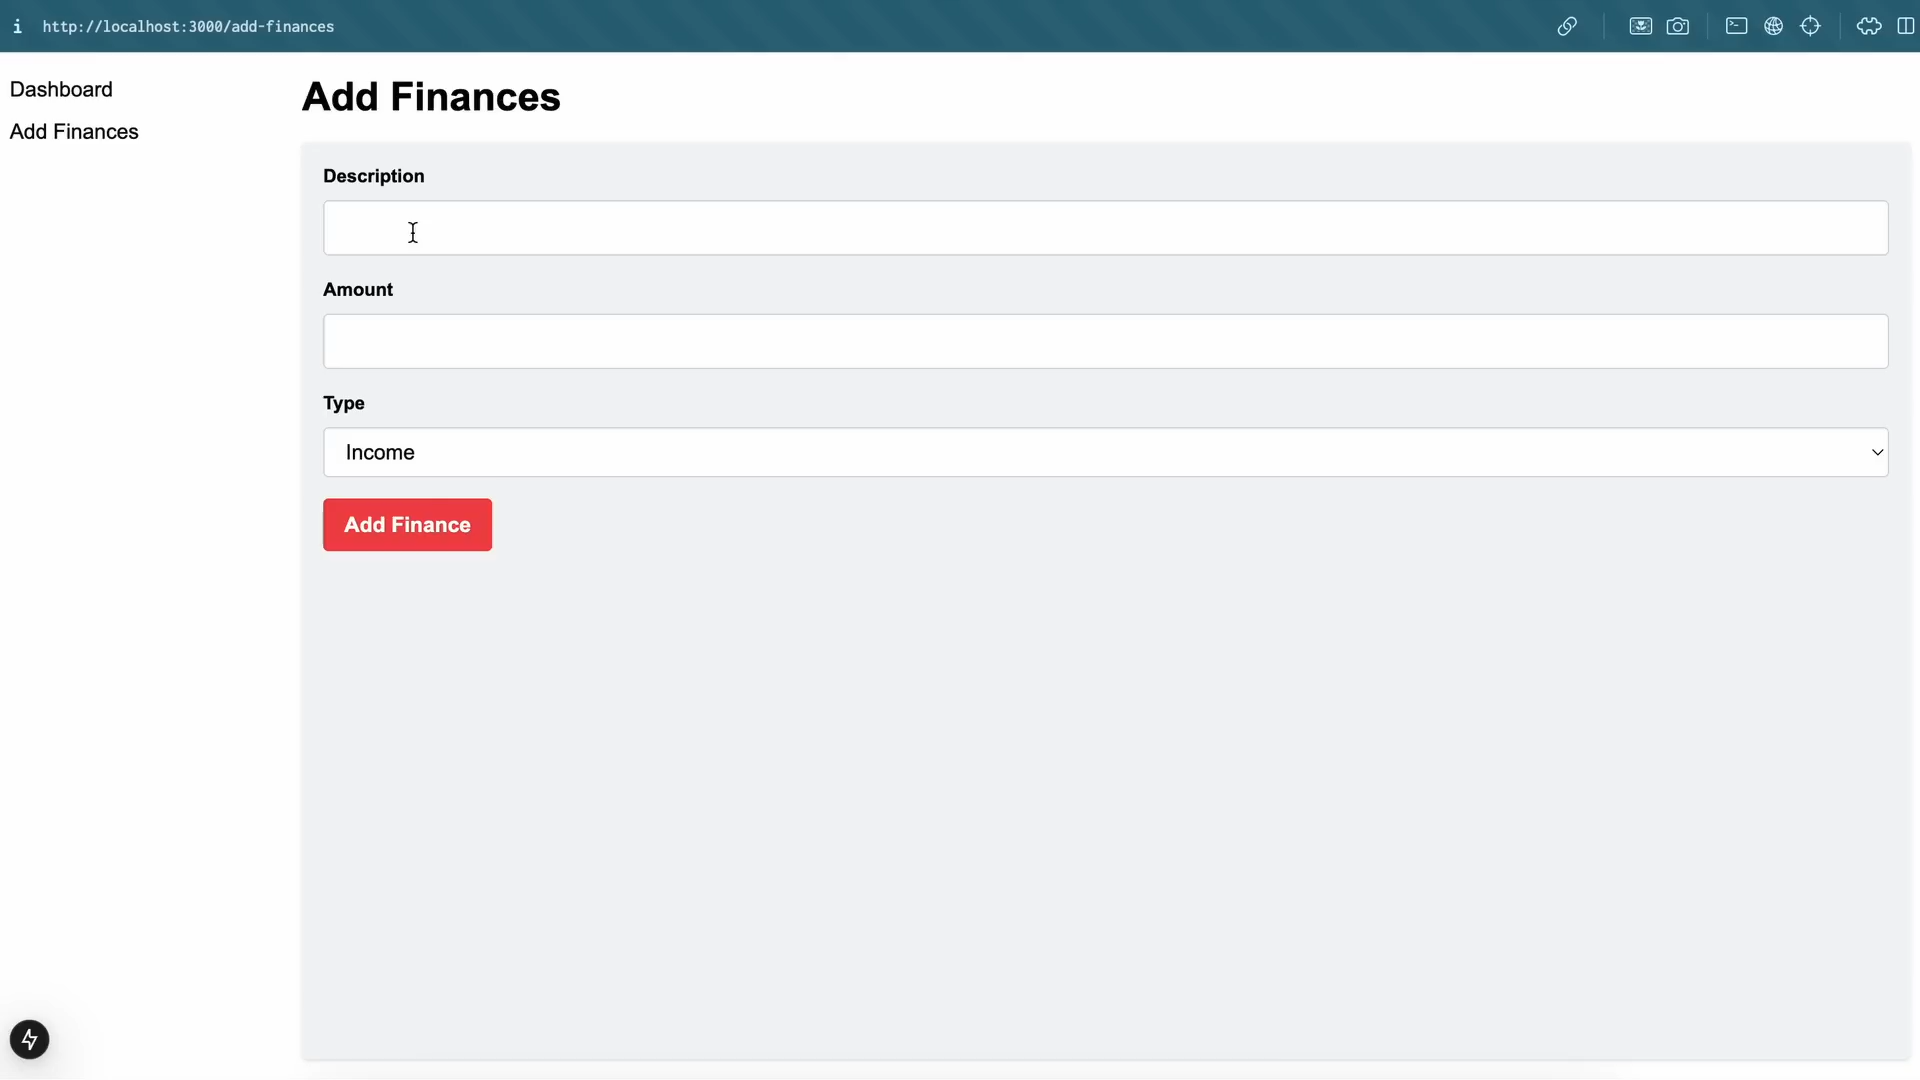 http://localhost:3000/add-finances
Dashboard
Add Finances
Add Finances
Description
Amount
Type
Income
Add Finance